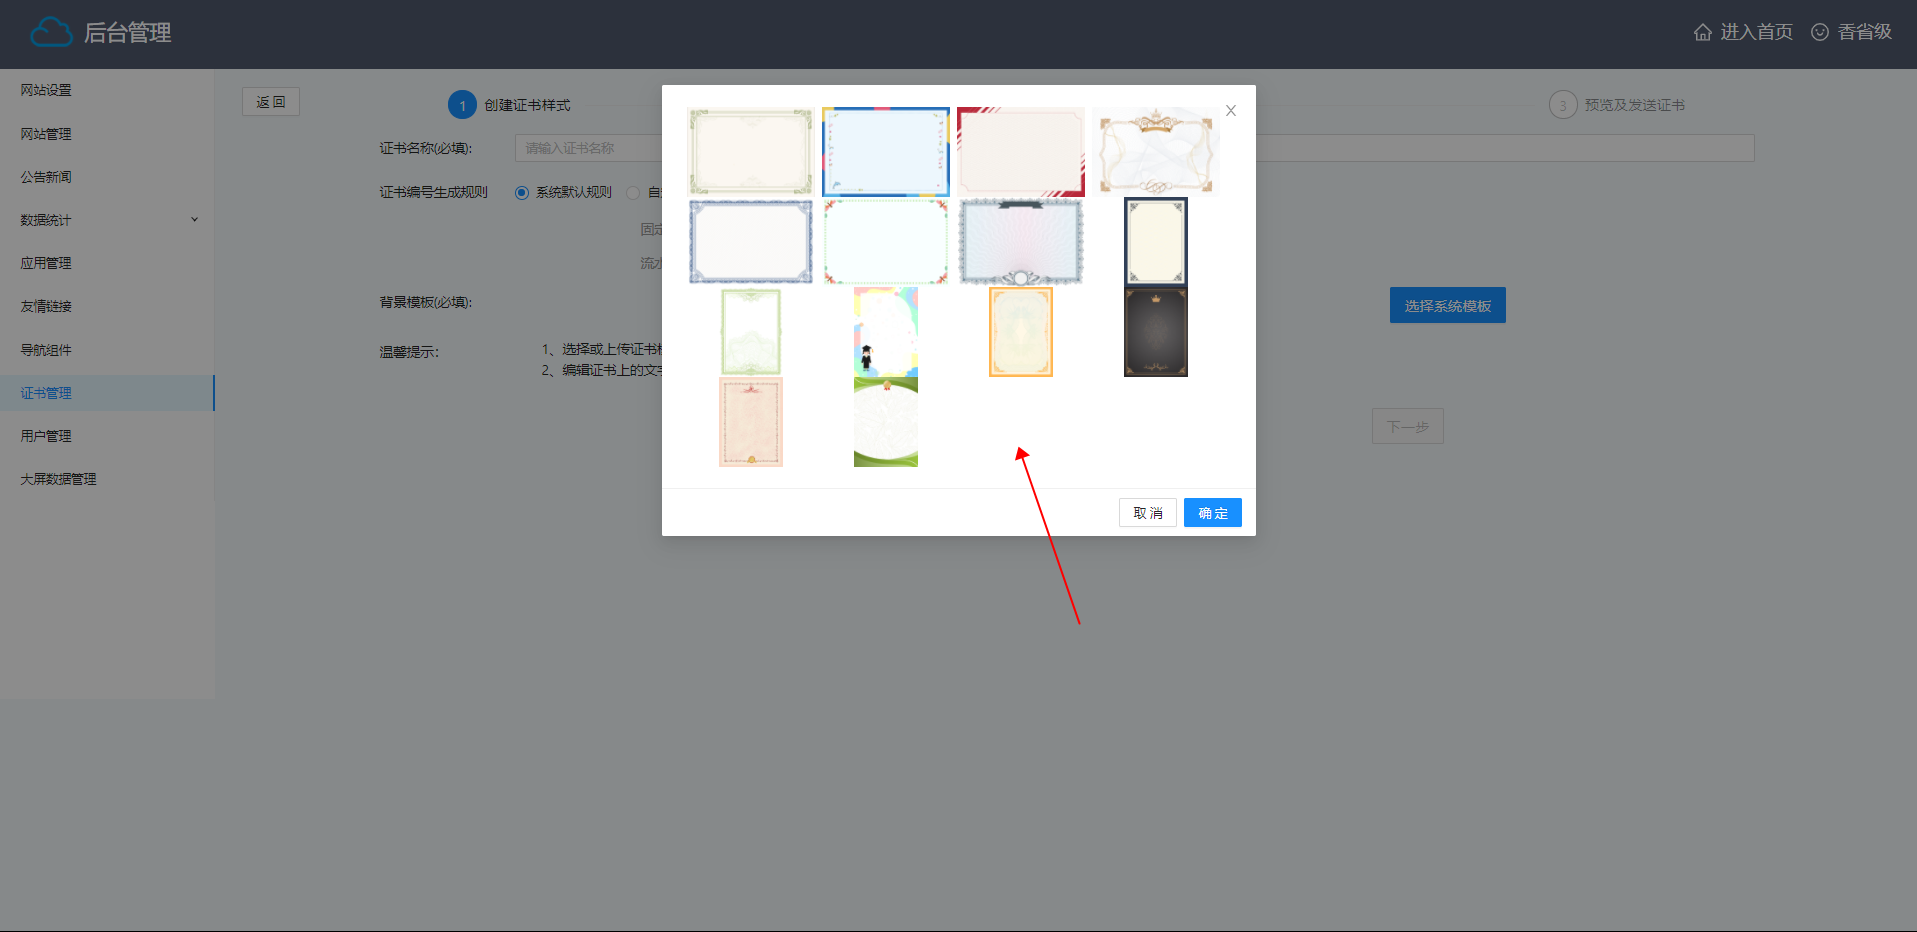 后台管理
进入首页
香省级
网站设置
网站管理
公告新闻
数据统计
应用管理
友情链接
导航组件
证书管理
用户管理
大屏数据管理
返 回
1 创建证书样式
3 预览及发送证书
证书名称(必填):
请输入证书名称
证书编号生成规则
系统默认规则
自
固定
流水
背景模板(必填):
选择系统模板
温馨提示：
1、选择或上传证书模
2、编辑证书上的文字
下一步
取 消
确 定